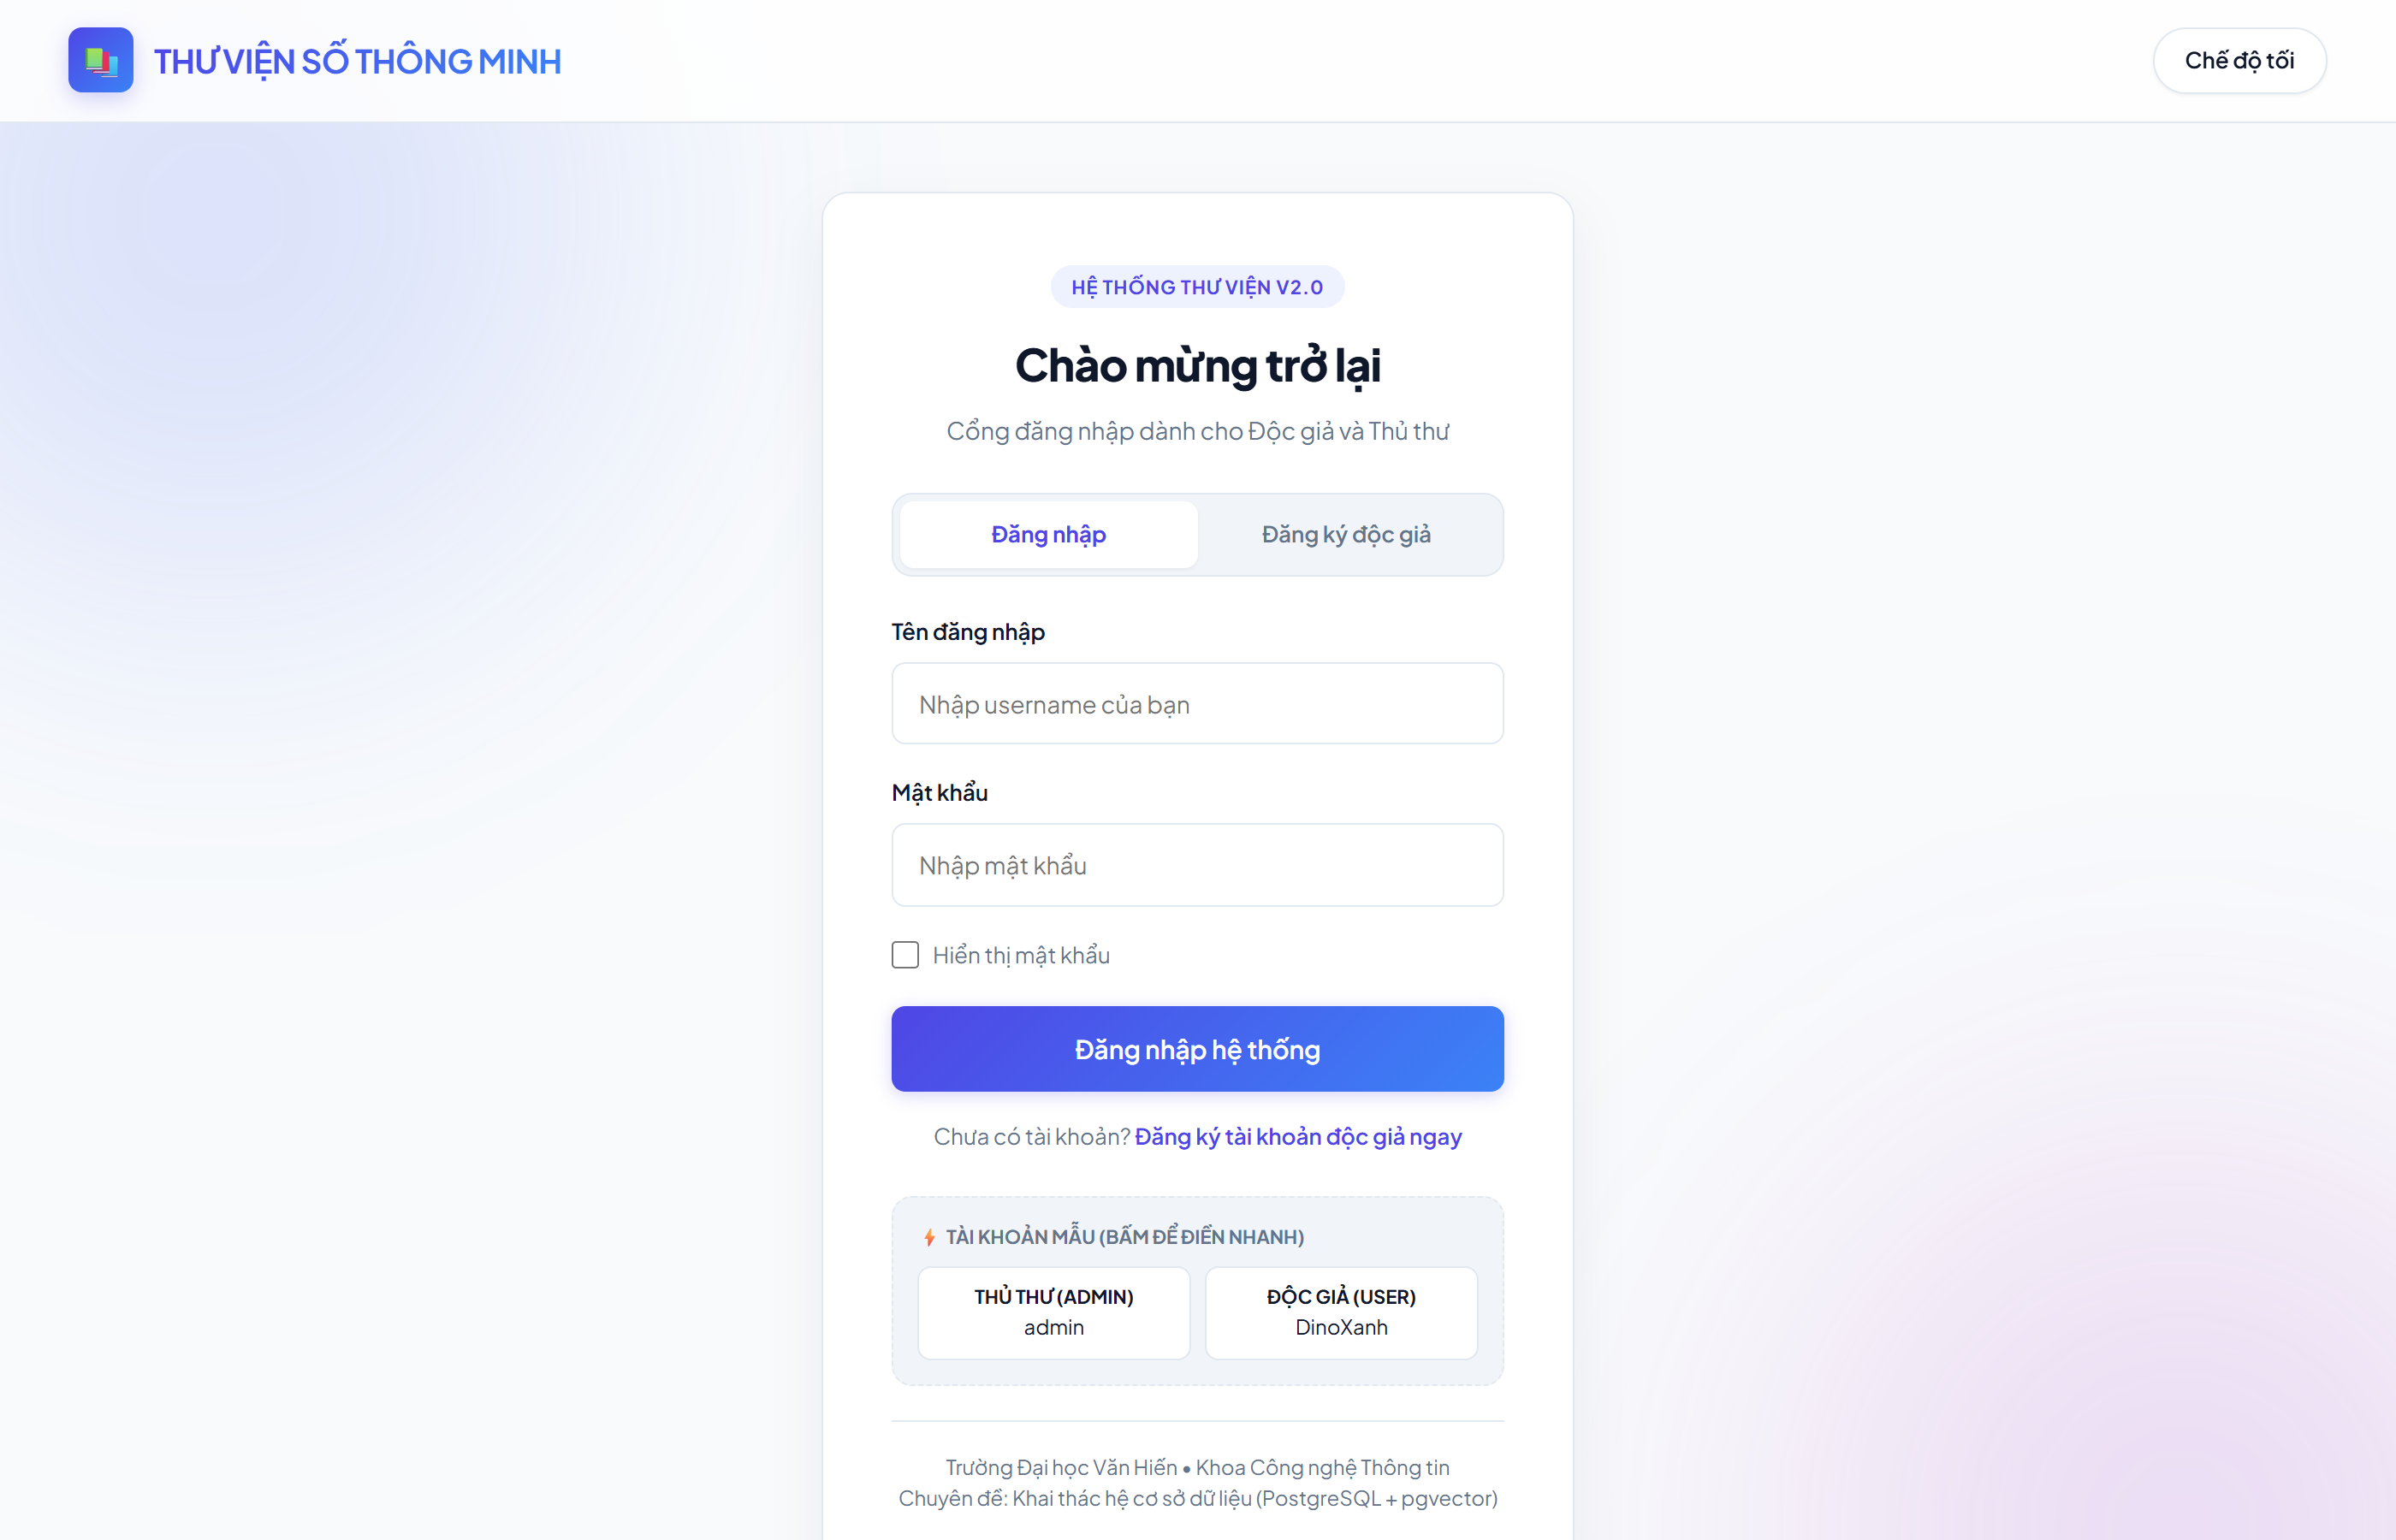 THƯ VIỆN SỐ THÔNG MINH
Chế độ tối
HỆ THỐNG THƯ VIỆN V2.0
Chào mừng trở lại
Cổng đăng nhập dành cho Độc giả và Thủ thư
Đăng nhập
Đăng ký độc giả
Tên đăng nhập
Nhập username của bạn
Mật khẩu
Nhập mật khẩu
Hiển thị mật khẩu
Đăng nhập hệ thống
Chưa có tài khoản? Đăng ký tài khoản độc giả ngay
TÀI KHOẢN MẪU (BẤM ĐỂ ĐIỀN NHANH)
THỦ THƯ (ADMIN)
admin
ĐỘC GIẢ (USER)
DinoXanh
Trường Đại học Văn Hiến • Khoa Công nghệ Thông tin
Chuyên đề: Khai thác hệ cơ sở dữ liệu (PostgreSQL + pgvector)